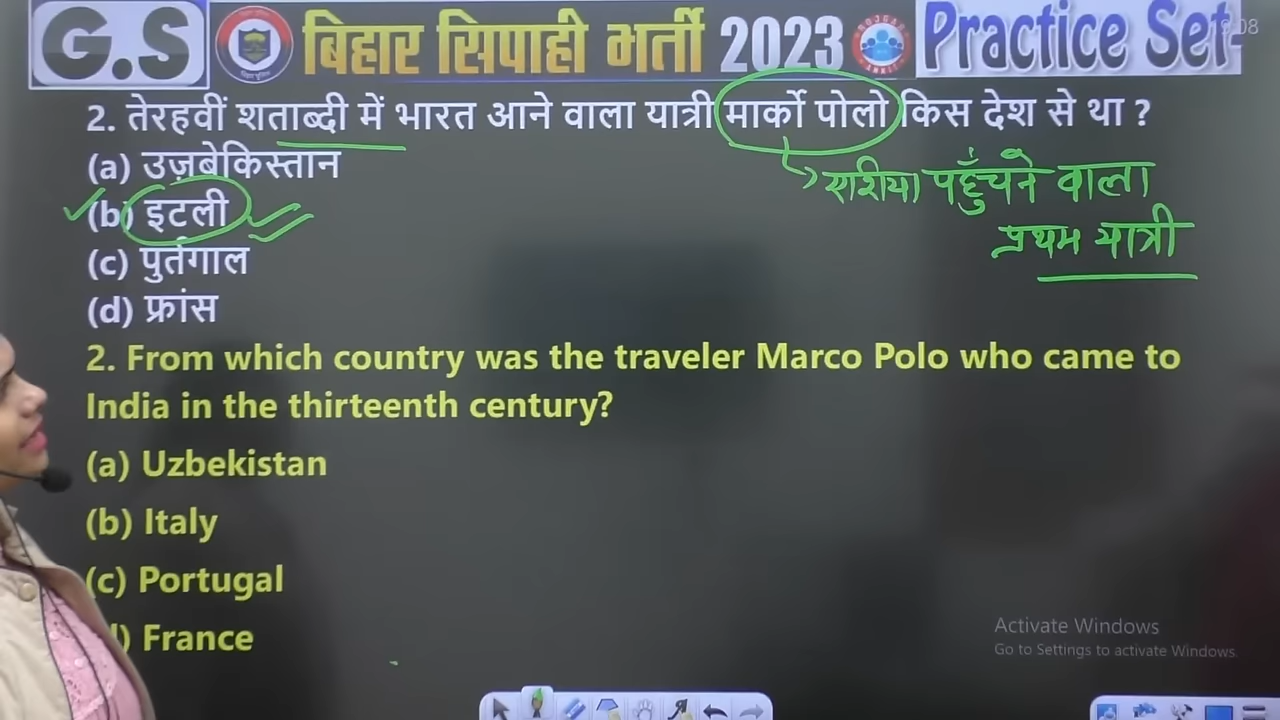 G.S बिहार सिपाही भर्ती 2023 Practice Set-
2. तेरहवीं शताब्दी में भारत आने वाला यात्री मार्को पोलो किस देश से था ?
(a) उज़बेकिस्तान
(b) इटली
(c) पुर्तगाल
(d) फ्रांस
पहुँचने वाला
प्रथम यात्री
2. From which country was the traveler Marco Polo who came to
India in the thirteenth century?
(a) Uzbekistan
(b) Italy
(c) Portugal
) France
Activate Windows
Go to Settings to activate Windows.